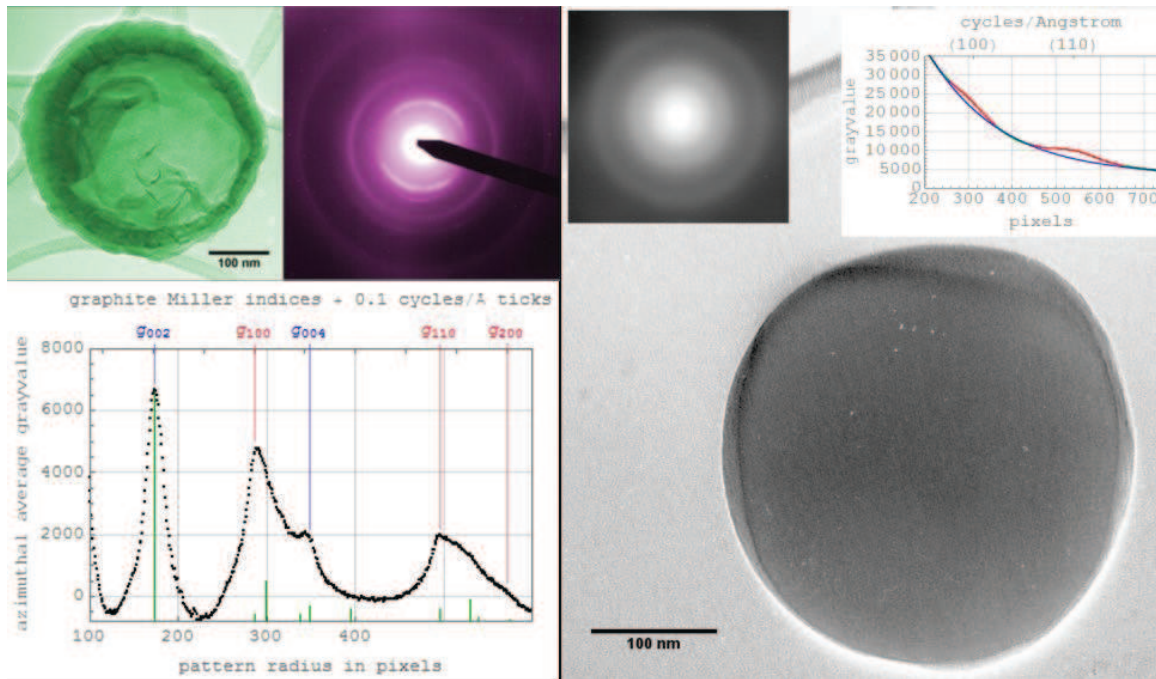 100 nm
graphite Miller indices + 0.1 cycles/A ticks
g002 g100 g004 g110 g200
8000
6000
4000
2000
0
azimuthal average grayvalue
100 200 300 400
pattern radius in pixels
cycles/Angstrom
(100) (110)
35000
30000
25000
20000
15000
10000
5000
0
grayvalue
200 300 400 500 600 700
pixels
100 nm